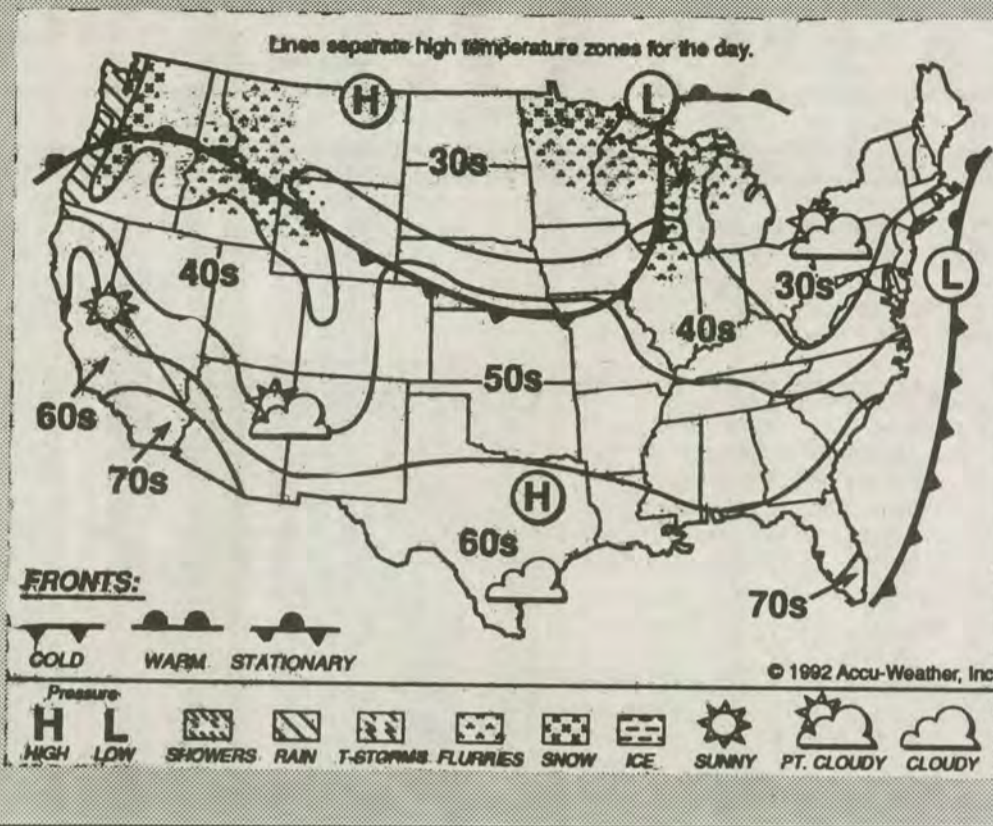 Lines separate high temperature zones for the day.
H
L
30s
40s
30s
L
40s
50s
60s
70s
H
60s
70s
FRONTS:
COLD WARM STATIONARY
© 1992 Accu-Weather, Inc
Pressure
H L
HIGH LOW SHOWERS RAIN T-STORMS FLURRIES SNOW ICE SUNNY PT. CLOUDY CLOUDY